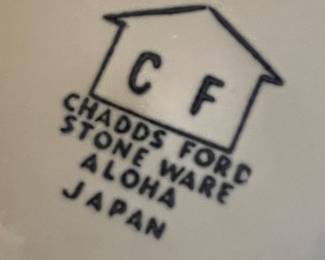 C F
CHADDS FORD
STONE WARE
ALOHA
JAPAN